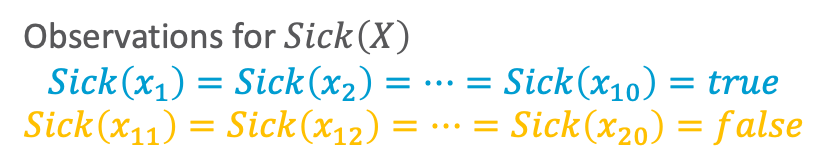 Observations for Sick(X)
Sick(x₁) = Sick(x₂) = ⋯ = Sick(x₁₀) = true
Sick(x₁₁) = Sick(x₁₂) = ⋯ = Sick(x₂₀) = false